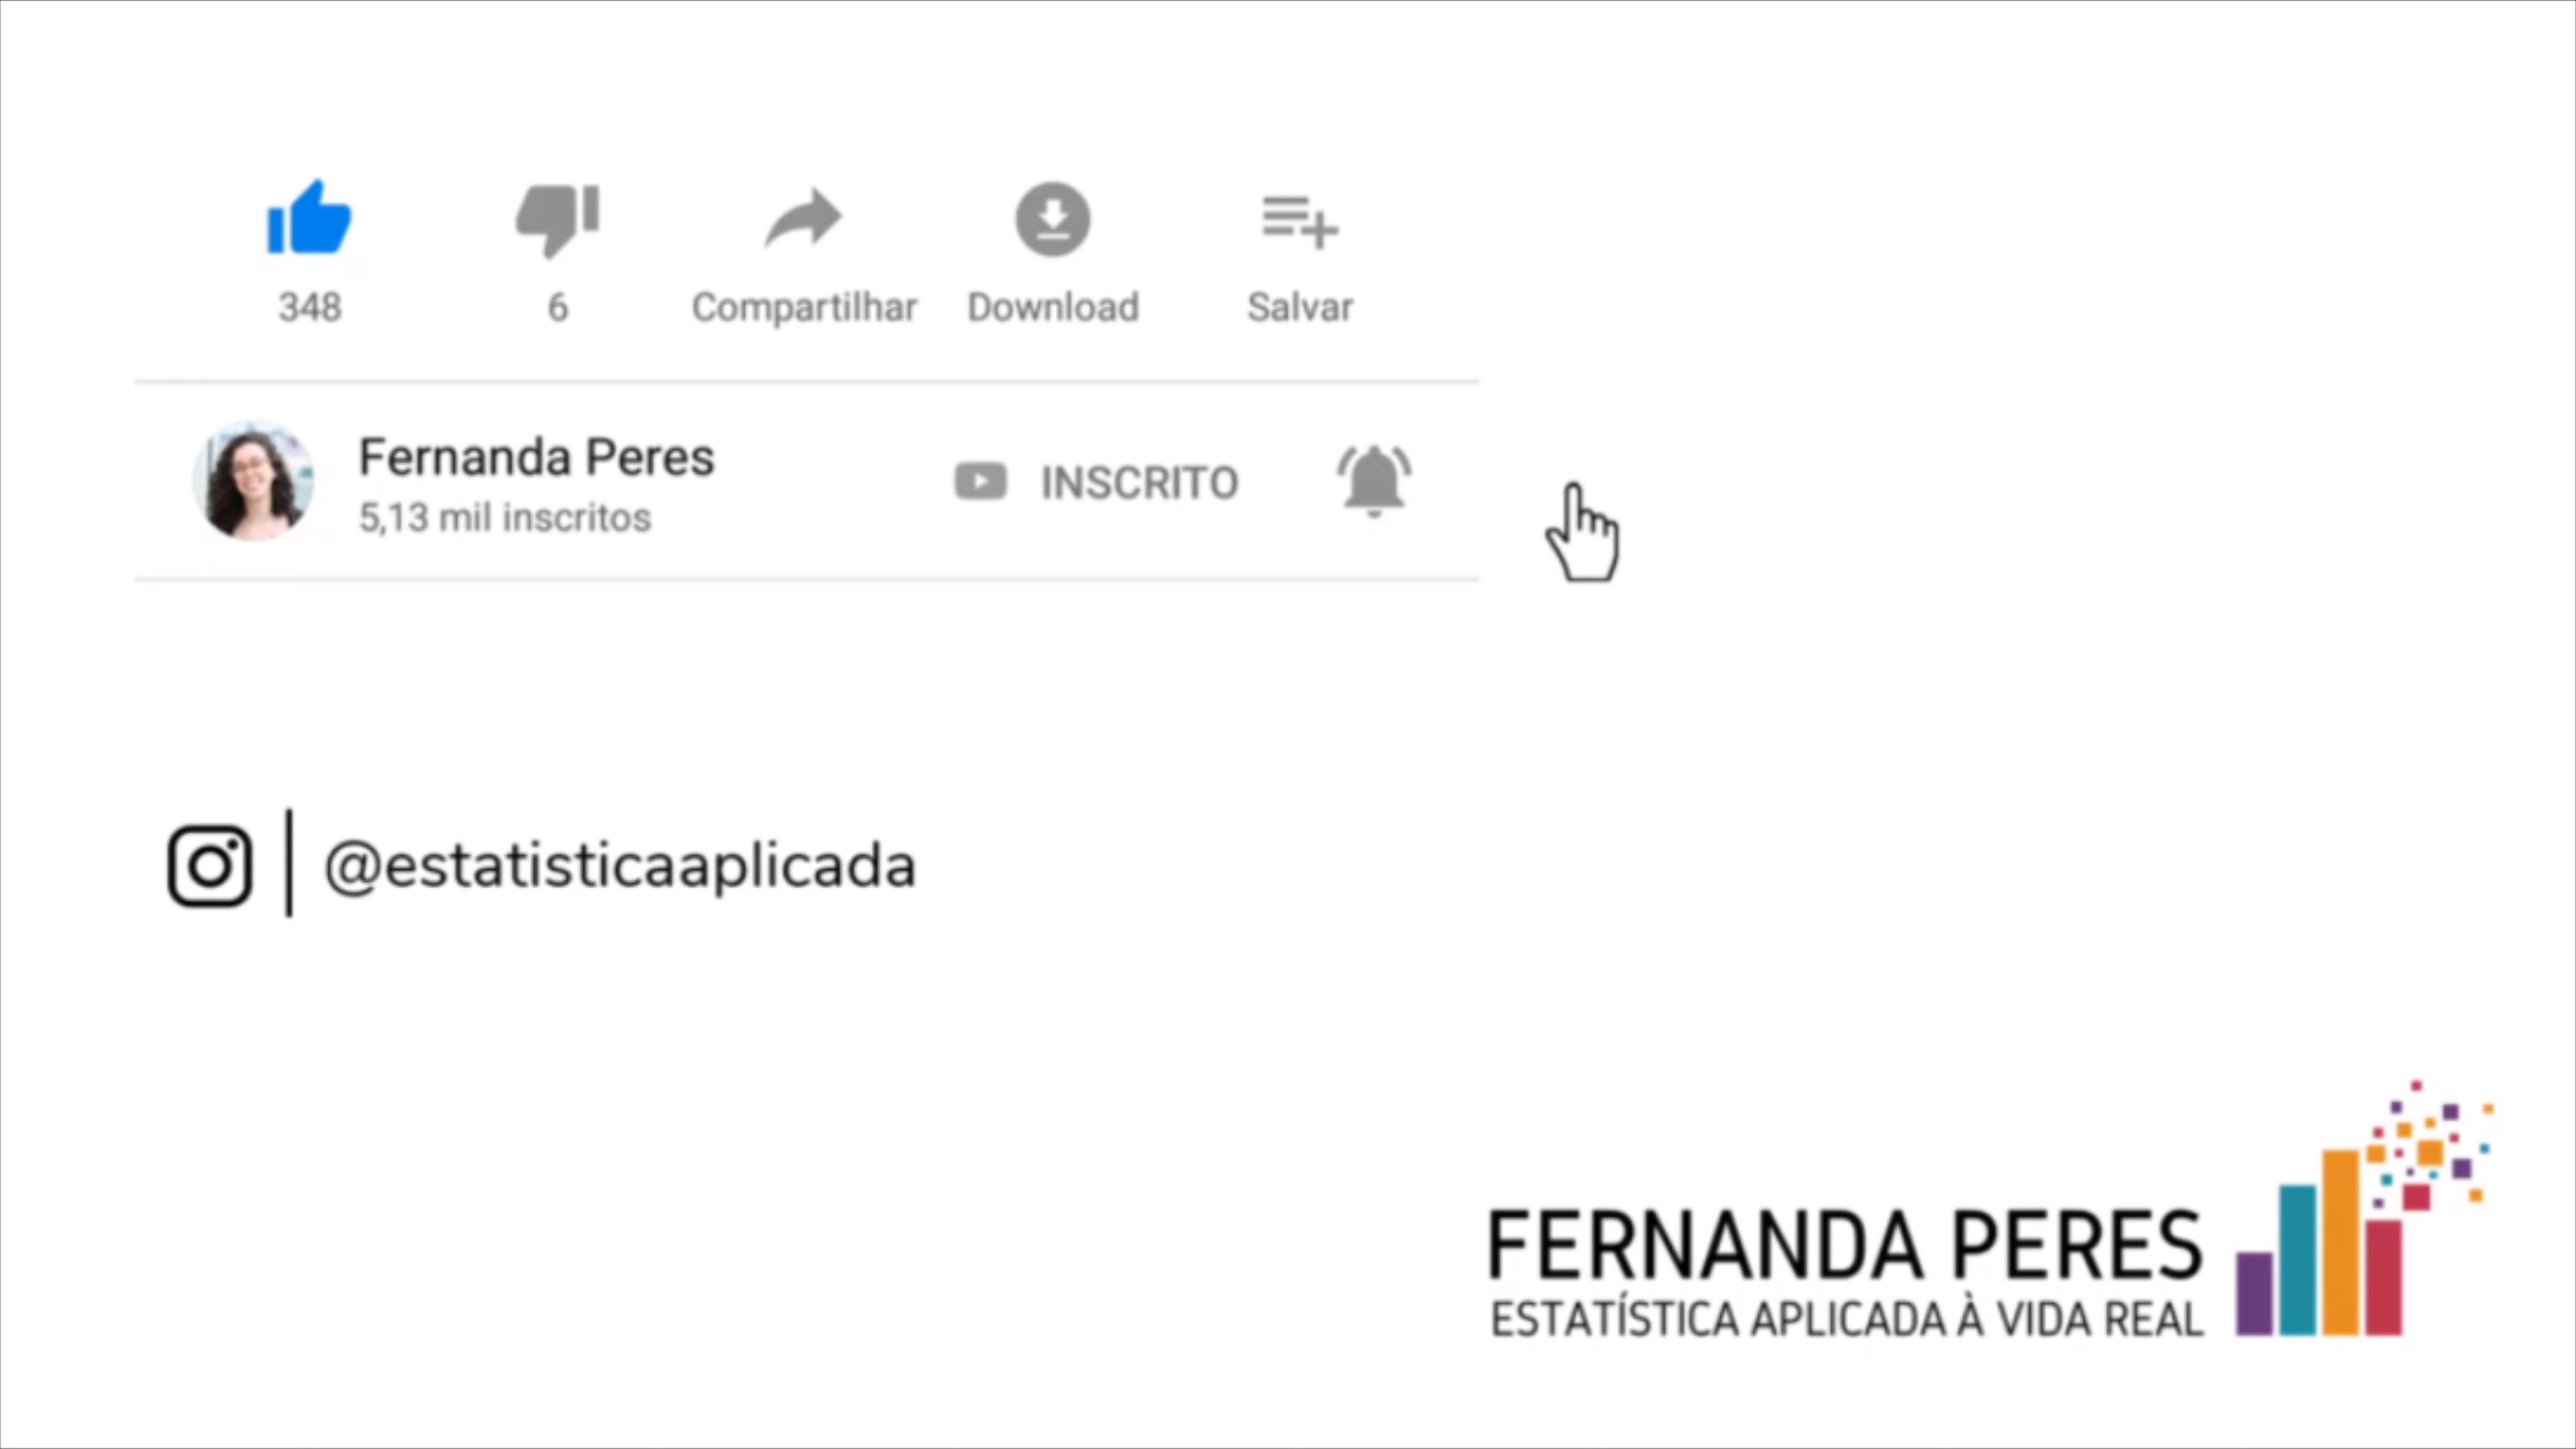 348
6
Compartilhar
Download
Salvar
Fernanda Peres
5,13 mil inscritos
INSCRITO
@estatisticaaplicada
FERNANDA PERES
ESTATÍSTICA APLICADA À VIDA REAL